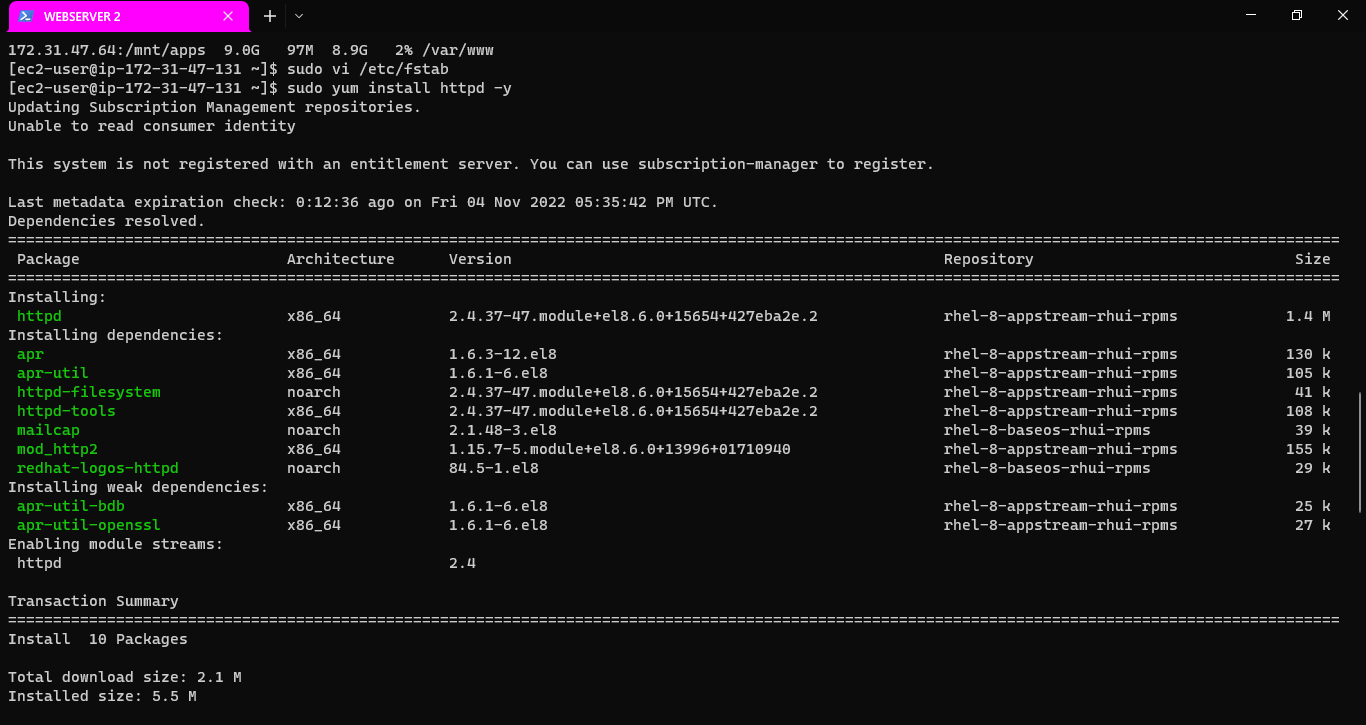 WEBSERVER 2
172.31.47.64:/mnt/apps  9.0G   97M  8.9G   2% /var/www
[ec2-user@ip-172-31-47-131 ~]$ sudo vi /etc/fstab
[ec2-user@ip-172-31-47-131 ~]$ sudo yum install httpd -y
Updating Subscription Management repositories.
Unable to read consumer identity
This system is not registered with an entitlement server. You can use subscription-manager to register.
Last metadata expiration check: 0:12:36 ago on Fri 04 Nov 2022 05:35:42 PM UTC.
Dependencies resolved.
====================================================================================================================================================
Package Architecture Version Repository Size
====================================================================================================================================================
Installing:
httpd x86_64 2.4.37-47.module+el8.6.0+15654+427eba2e.2 rhel-8-appstream-rhui-rpms 1.4 M
Installing dependencies:
apr x86_64 1.6.3-12.el8 rhel-8-appstream-rhui-rpms 130 k
apr-util x86_64 1.6.1-6.el8 rhel-8-appstream-rhui-rpms 105 k
httpd-filesystem noarch 2.4.37-47.module+el8.6.0+15654+427eba2e.2 rhel-8-appstream-rhui-rpms 41 k
httpd-tools x86_64 2.4.37-47.module+el8.6.0+15654+427eba2e.2 rhel-8-appstream-rhui-rpms 108 k
mailcap noarch 2.1.48-3.el8 rhel-8-baseos-rhui-rpms 39 k
mod_http2 x86_64 1.15.7-5.module+el8.6.0+13996+01710940 rhel-8-appstream-rhui-rpms 155 k
redhat-logos-httpd noarch 84.5-1.el8 rhel-8-baseos-rhui-rpms 29 k
Installing weak dependencies:
apr-util-bdb x86_64 1.6.1-6.el8 rhel-8-appstream-rhui-rpms 25 k
apr-util-openssl x86_64 1.6.1-6.el8 rhel-8-appstream-rhui-rpms 27 k
Enabling module streams:
httpd 2.4
Transaction Summary
====================================================================================================================================================
Install  10 Packages
Total download size: 2.1 M
Installed size: 5.5 M